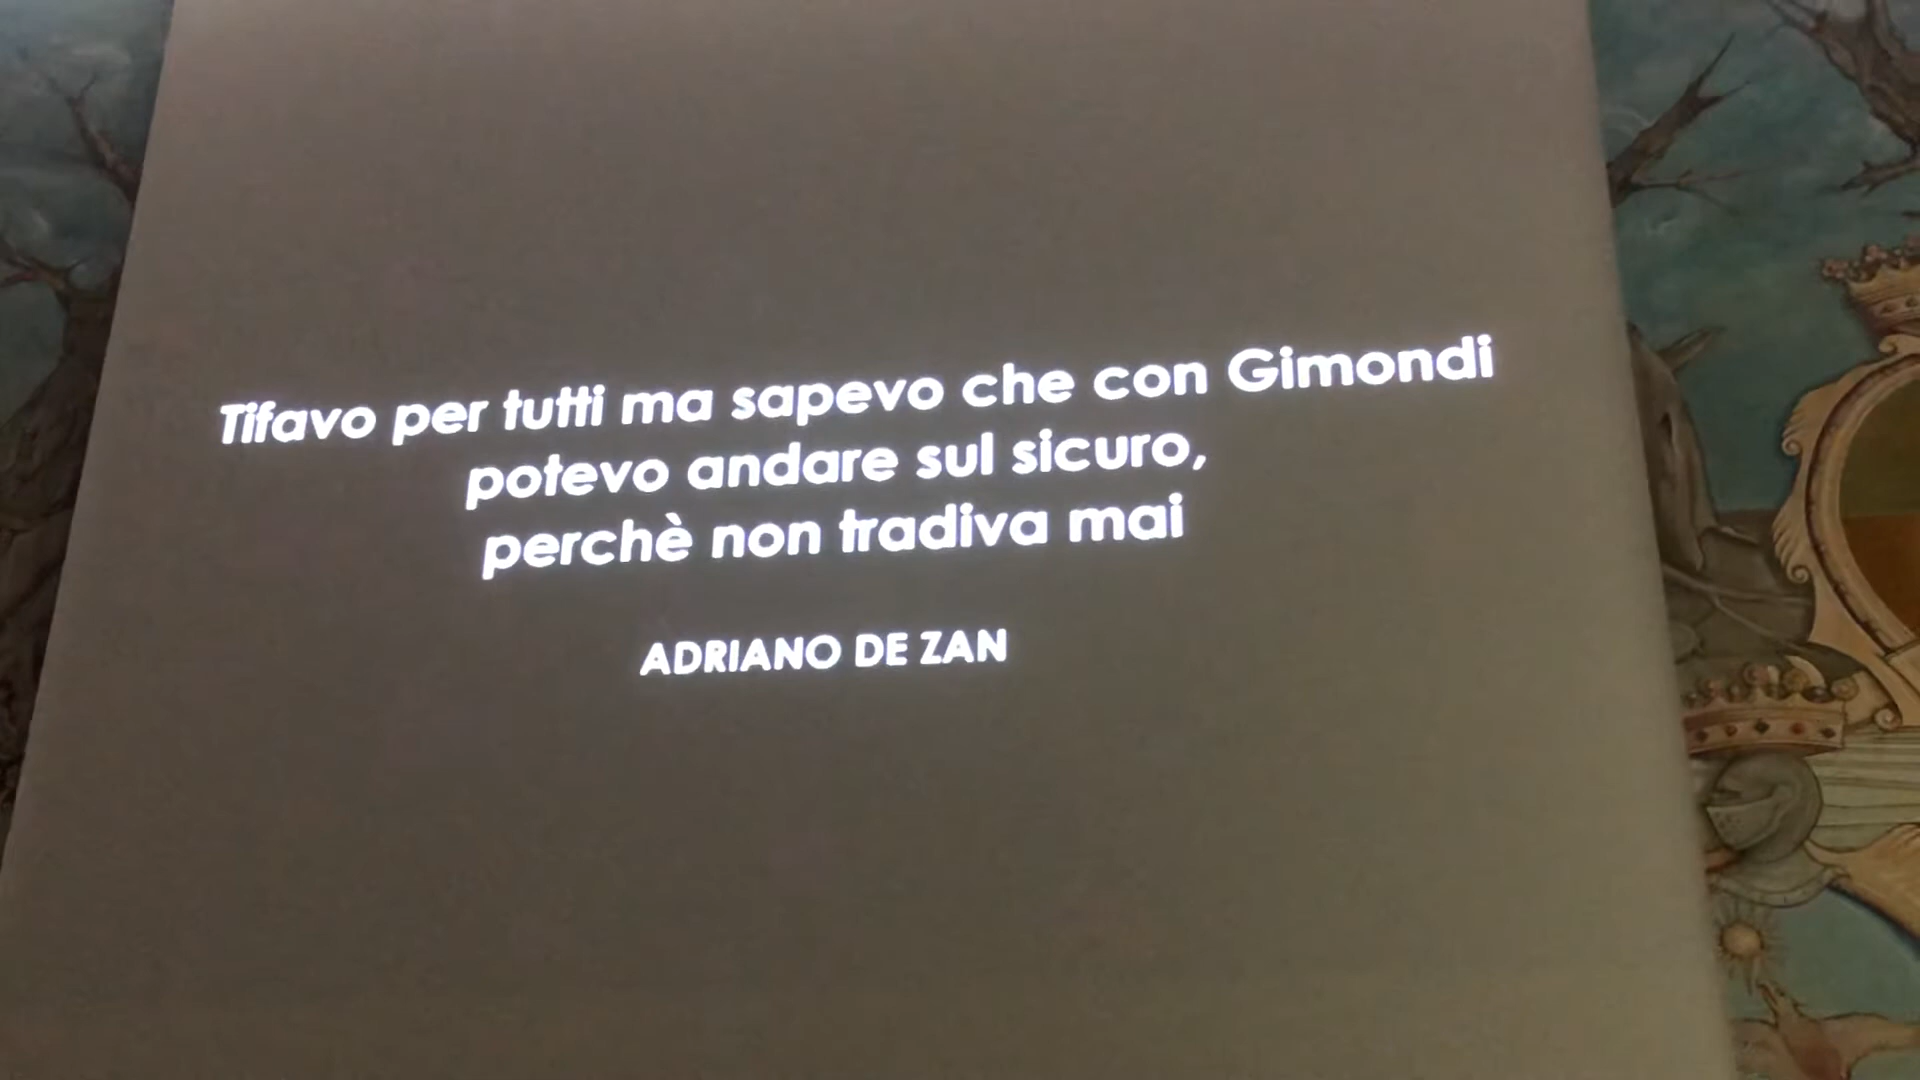 Tifavo per tutti ma sapevo che con Gimondi
potevo andare sul sicuro,
perchè non tradiva mai
ADRIANO DE ZAN